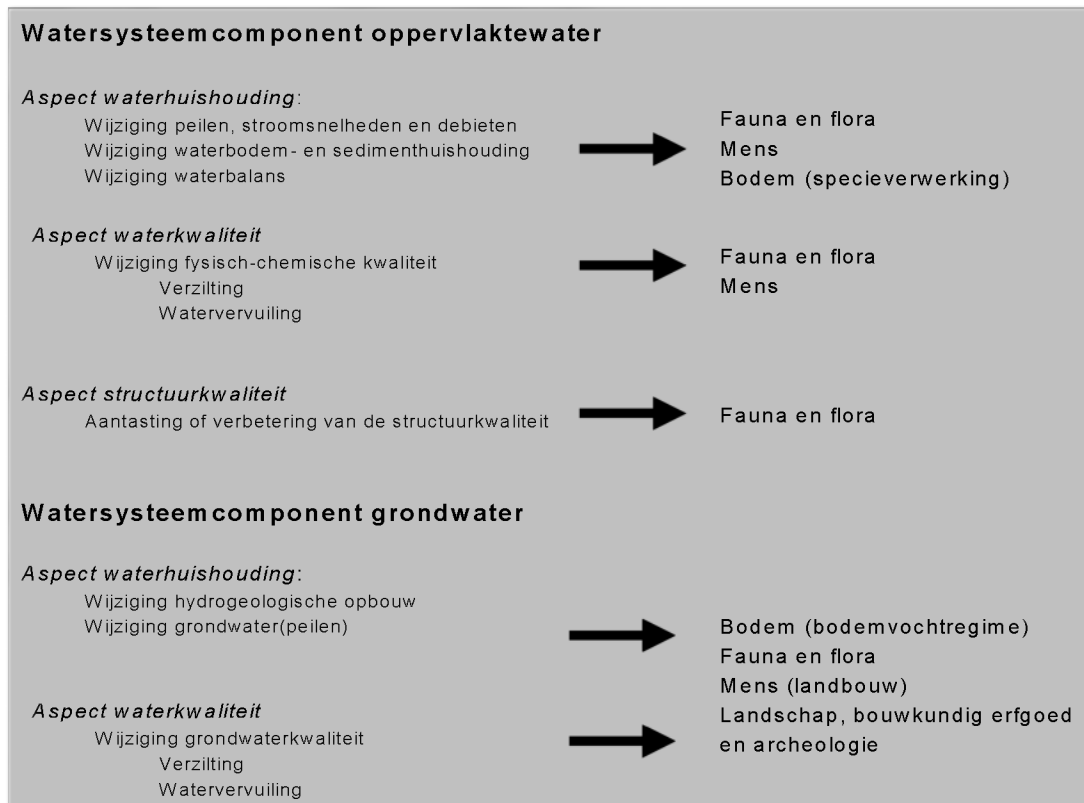 Watersysteemcomponent oppervlaktewater
Aspect waterhuishouding:
Wijziging peilen, stroomsnelheden en debieten
Wijziging waterbodem- en sedimenthuishouding
Wijziging waterbalans
Fauna en flora
Mens
Bodem (specieverwerking)
Aspect waterkwaliteit
Wijziging fysisch-chemische kwaliteit
Verzilting
Watervervuiling
Fauna en flora
Mens
Aspect structuurkwaliteit
Aantasting of verbetering van de structuurkwaliteit
Fauna en flora
Watersysteemcomponent grondwater
Aspect waterhuishouding:
Wijziging hydrogeologische opbouw
Wijziging grondwater(peilen)
Aspect waterkwaliteit
Wijziging grondwaterkwaliteit
Verzilting
Watervervuiling
Bodem (bodemvochtregime)
Fauna en flora
Mens (landbouw)
Landschap, bouwkundig erfgoed
en archeologie